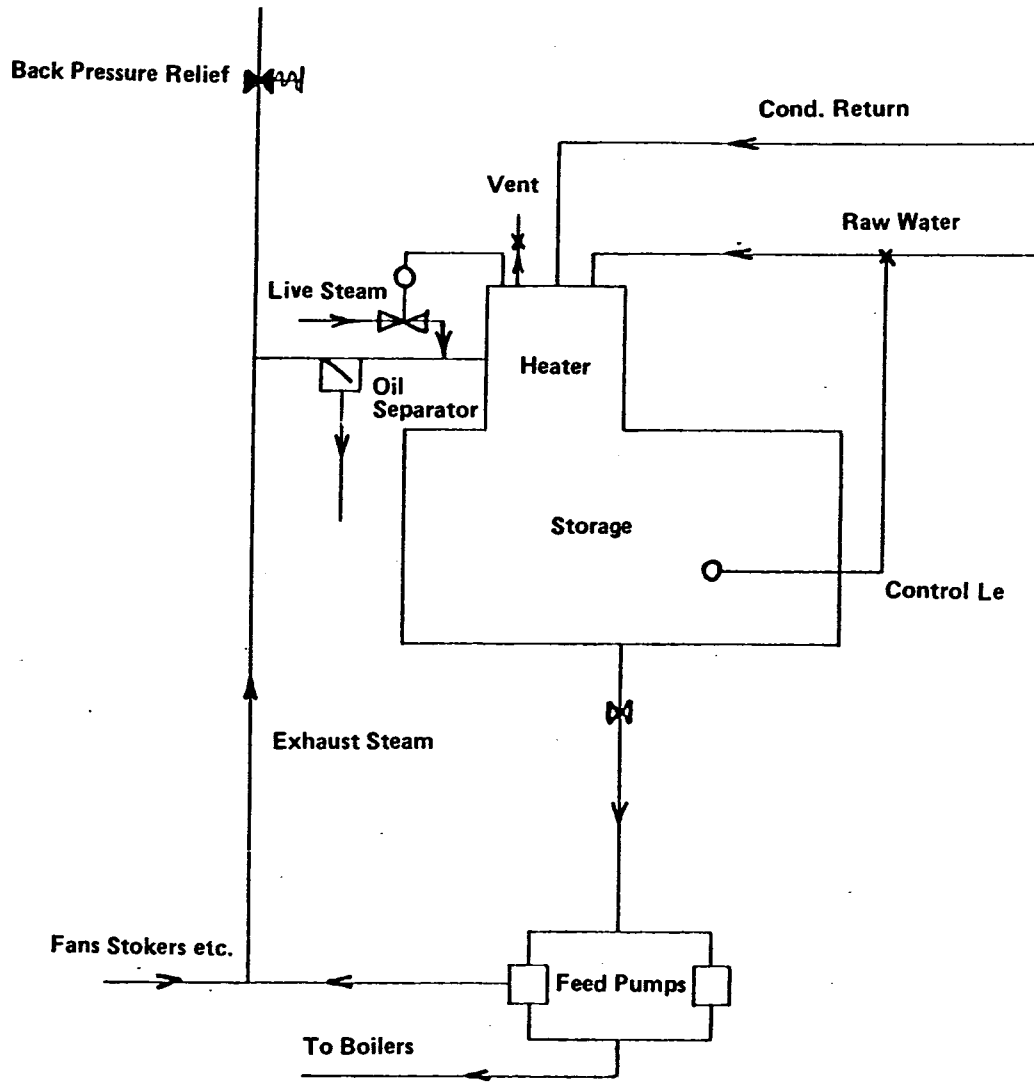 Back Pressure Relief
Cond. Return
Vent
Raw Water
Live Steam
Heater
Oil
Separator
Storage
Control Le
Exhaust Steam
Fans Stokers etc.
Feed Pumps
To Boilers